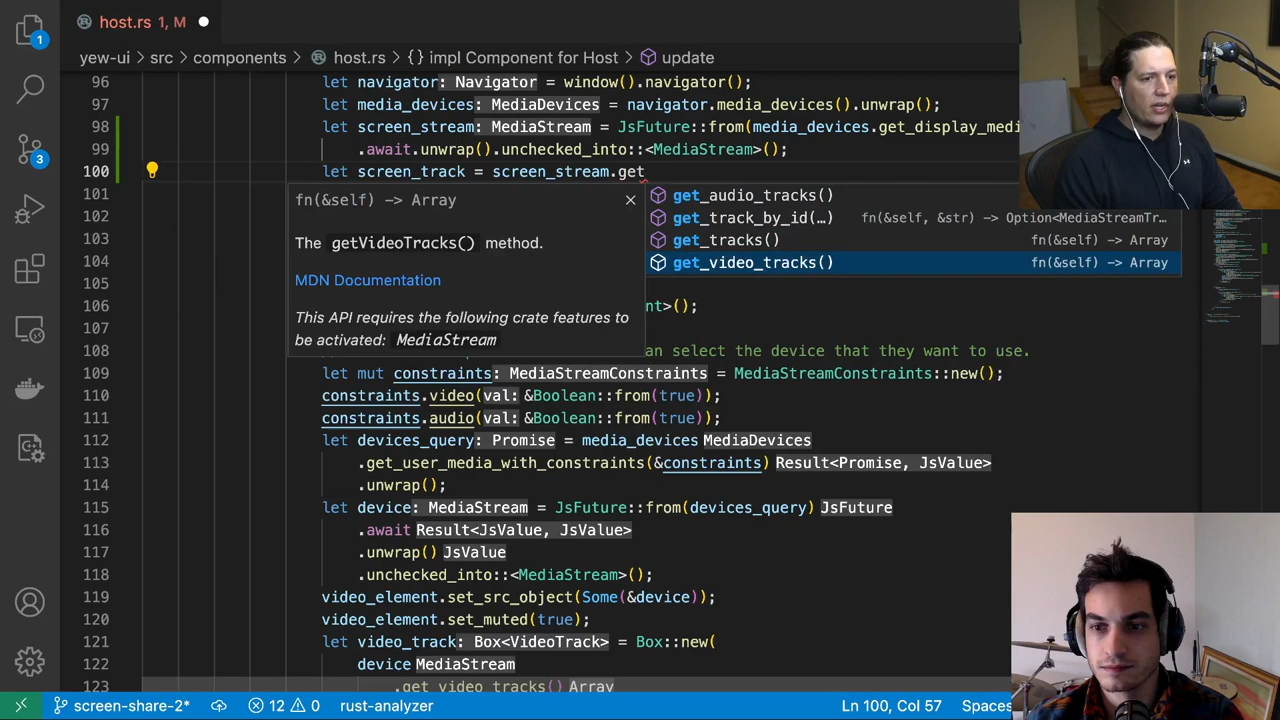 host.rs 1, M
1
yew-ui > src > components > host.rs > {} impl Component for Host > update
96 let navigator: Navigator = window().navigator();
97 let media_devices: MediaDevices = navigator.media_devices().unwrap();
98 let screen_stream: MediaStream = JsFuture::from(media_devices.get_display_medi
99 .await.unwrap().unchecked_into::<MediaStream>();
100 let screen_track = screen_stream.get
101
fn(&self) -> Array
get_audio_tracks()
102
get_track_by_id(…) fn(&self, &str) -> Option<MediaStreamTr…
103
The getVideoTracks() method.
get_tracks() fn(&self) -> Array
104
get_video_tracks() fn(&self) -> Array
105
MDN Documentation
106 nt>();
107
This API requires the following crate features to
be activated: MediaStream
108 an select the device that they want to use.
109 let mut constraints: MediaStreamConstraints = MediaStreamConstraints::new();
110 constraints.video(val: &Boolean::from(true));
111 constraints.audio(val: &Boolean::from(true));
112 let devices_query: Promise = media_devices MediaDevices
113 .get_user_media_with_constraints(&constraints) Result<Promise, JsValue>
114 .unwrap();
115 let device: MediaStream = JsFuture::from(devices_query) JsFuture
116 .await Result<JsValue, JsValue>
117 .unwrap() JsValue
118 .unchecked_into::<MediaStream>();
119 video_element.set_src_object(Some(&device));
120 video_element.set_muted(true);
121 let video_track: Box<VideoTrack> = Box::new(
122 device MediaStream
123 .get_video_tracks() Array
3
screen-share-2* 12 0 rust-analyzer Ln 100, Col 57 Spaces